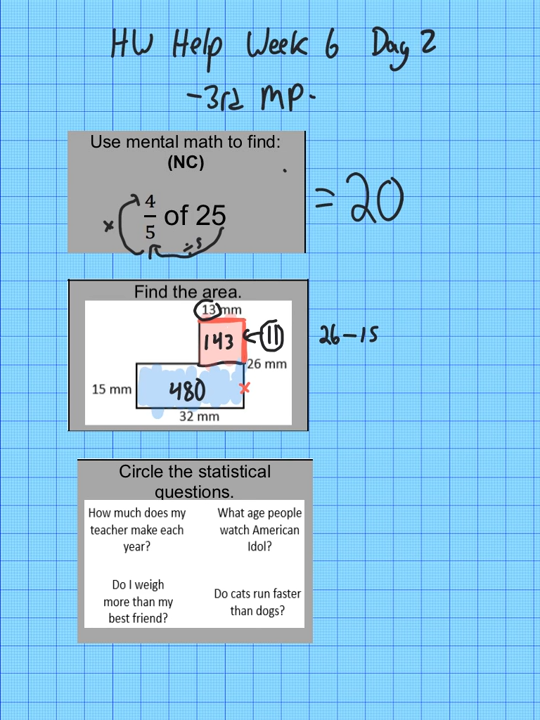 HW Help Week 6 Day 2
-3rd MP.
Use mental math to find:
(NC)
× 4/5 of 25 ÷5
= 20
Find the area.
13 mm
143 11 26-15
26 mm
15 mm 480 ×
32 mm
Circle the statistical
questions.
How much does my
teacher make each
year?
What age people
watch American
Idol?
Do I weigh
more than my
best friend?
Do cats run faster
than dogs?